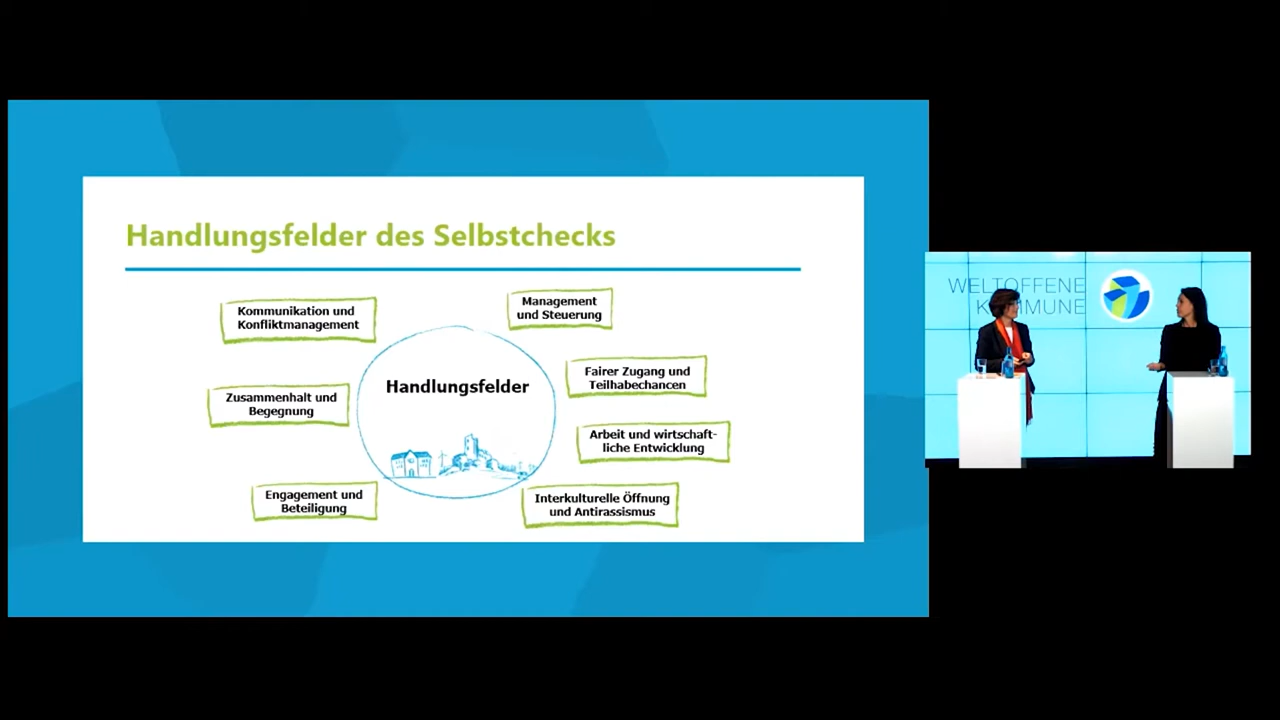 Handlungsfelder des Selbstchecks
Kommunikation und
Konfliktmanagement
Management
und Steuerung
Handlungsfelder
Fairer Zugang und
Teilhabechancen
Zusammenhalt und
Begegnung
Arbeit und wirtschaft-
liche Entwicklung
Engagement und
Beteiligung
Interkulturelle Öffnung
und Antirassismus
WELTOFFENE
KOMMUNE